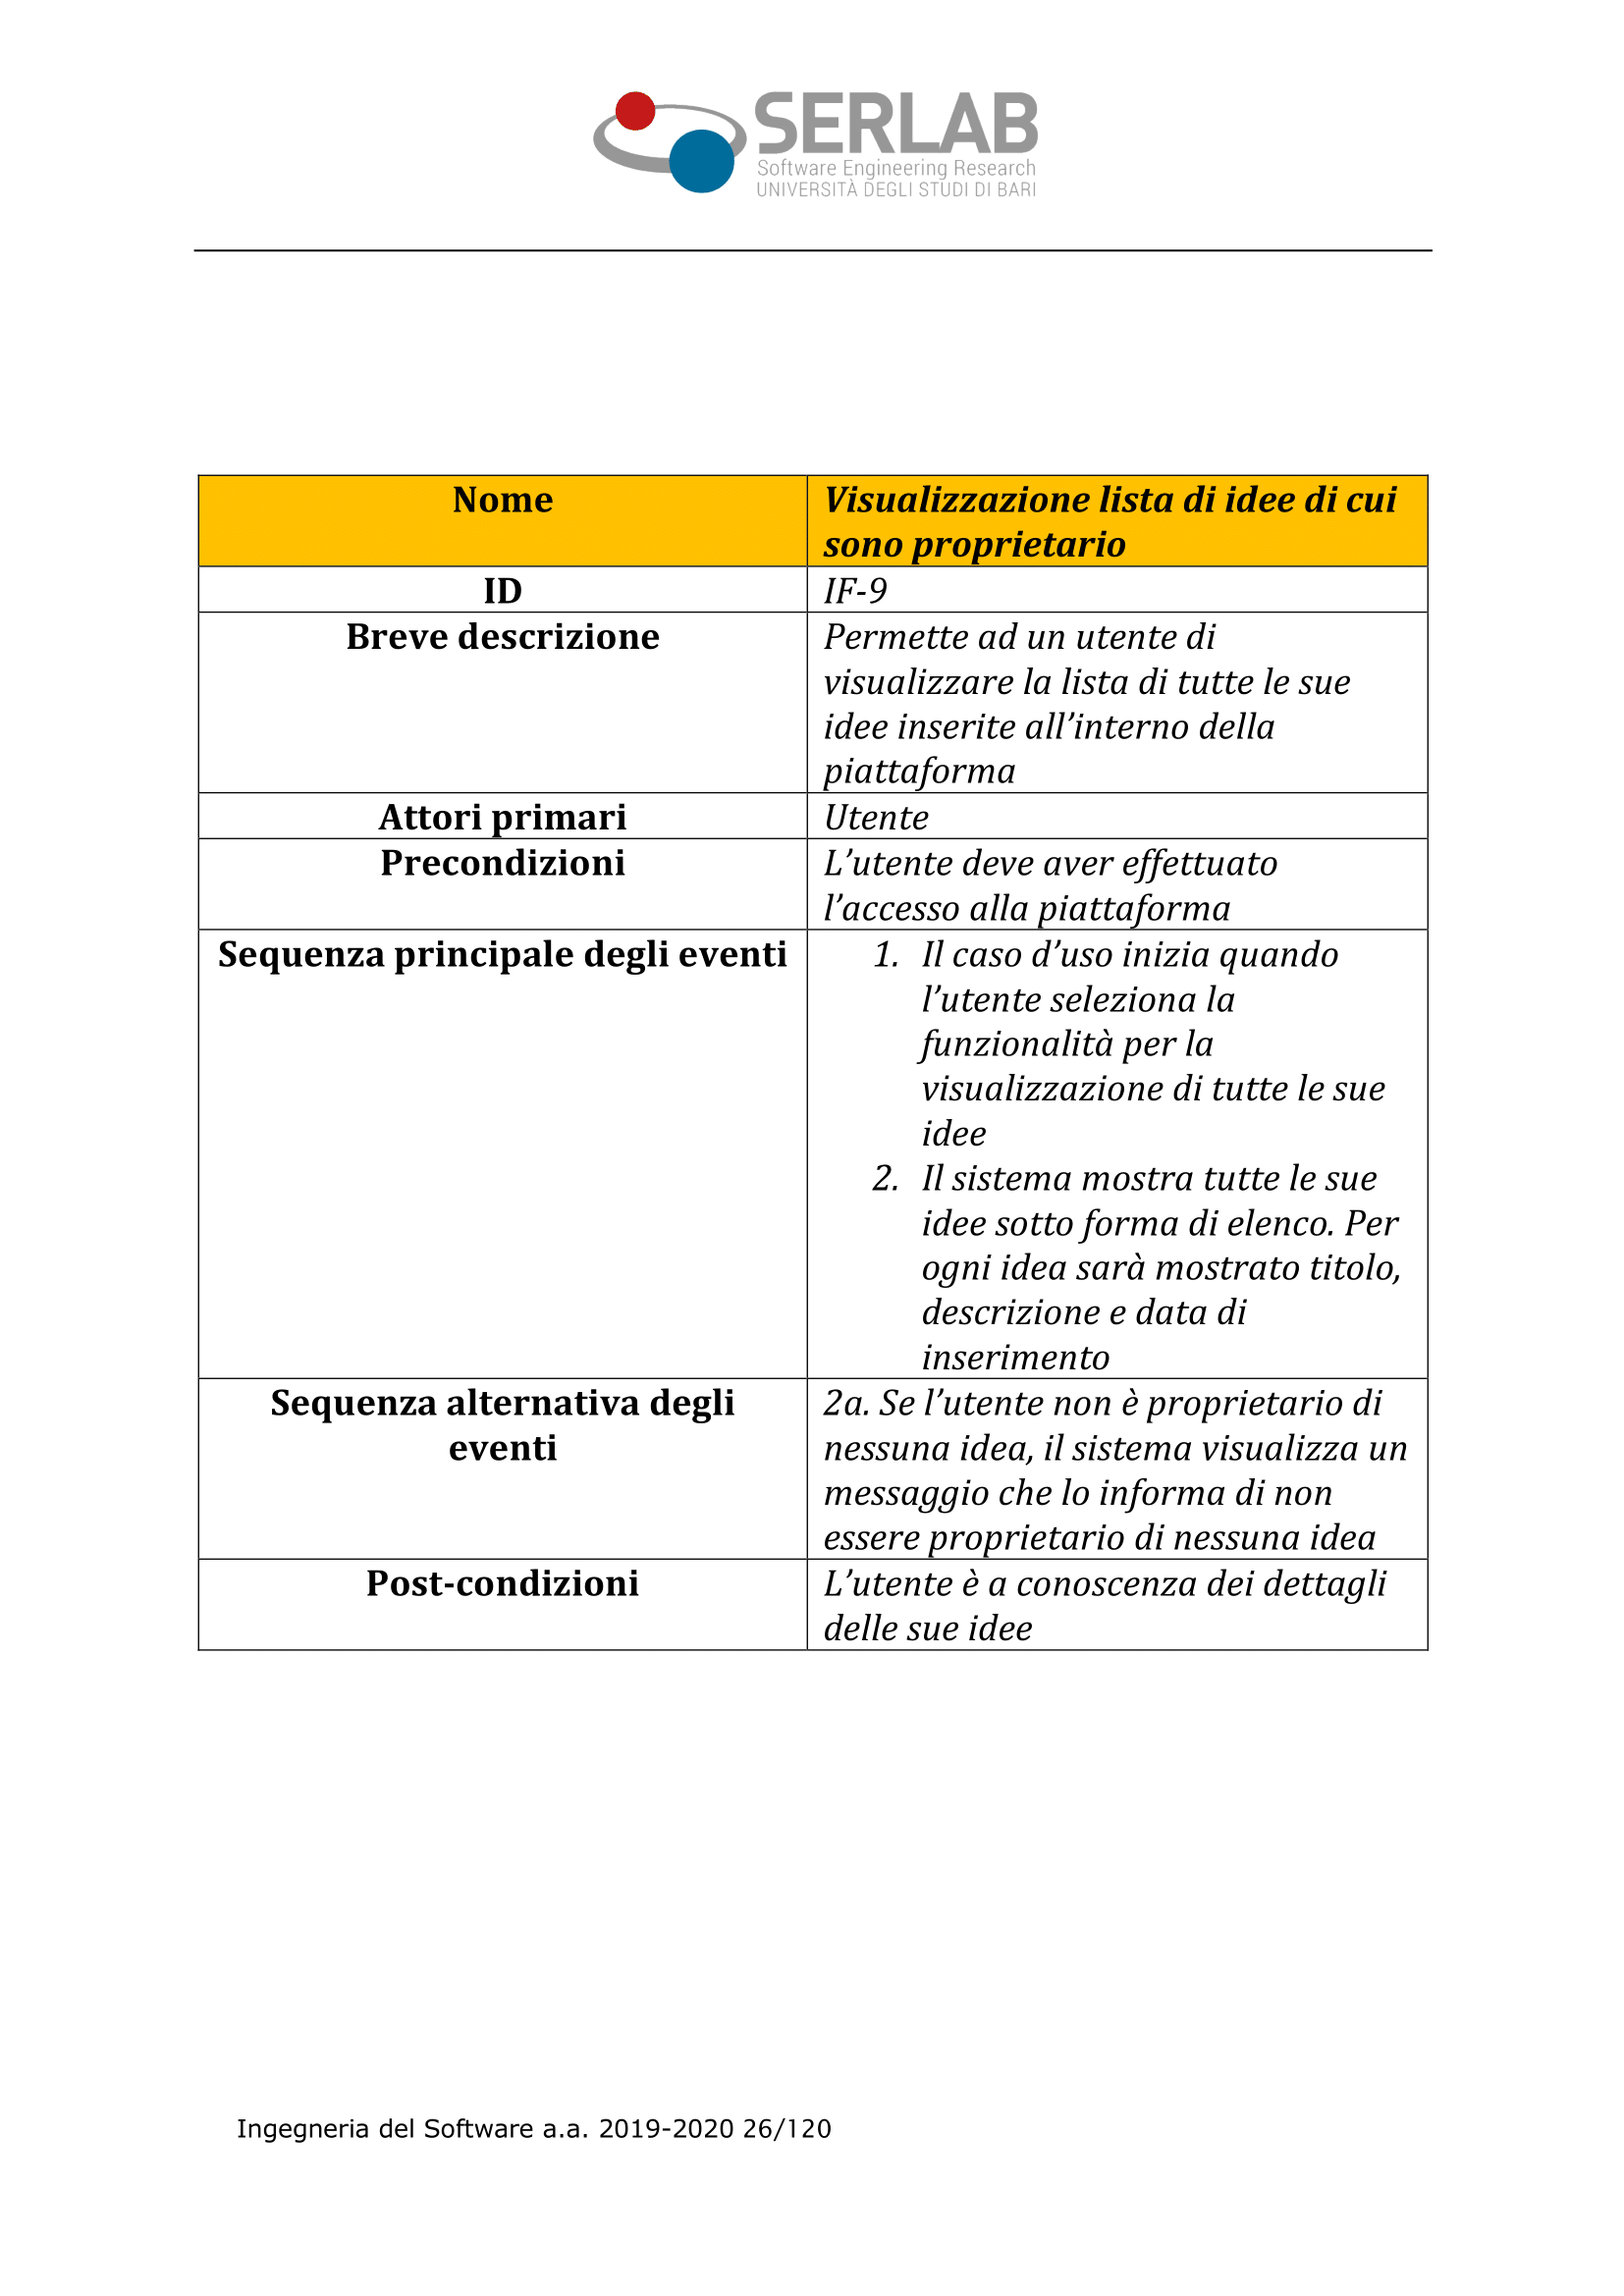 SERLAB
Software Engineering Research
UNIVERSITÀ DEGLI STUDI DI BARI
Nome
Visualizzazione lista di idee di cui
sono proprietario
ID
IF-9
Breve descrizione
Permette ad un utente di
visualizzare la lista di tutte le sue
idee inserite all’interno della
piattaforma
Attori primari
Utente
Precondizioni
L’utente deve aver effettuato
l’accesso alla piattaforma
Sequenza principale degli eventi
1. Il caso d’uso inizia quando
l’utente seleziona la
funzionalità per la
visualizzazione di tutte le sue
idee
2. Il sistema mostra tutte le sue
idee sotto forma di elenco. Per
ogni idea sarà mostrato titolo,
descrizione e data di
inserimento
Sequenza alternativa degli
eventi
2a. Se l’utente non è proprietario di
nessuna idea, il sistema visualizza un
messaggio che lo informa di non
essere proprietario di nessuna idea
Post-condizioni
L’utente è a conoscenza dei dettagli
delle sue idee
Ingegneria del Software a.a. 2019-2020 26/120